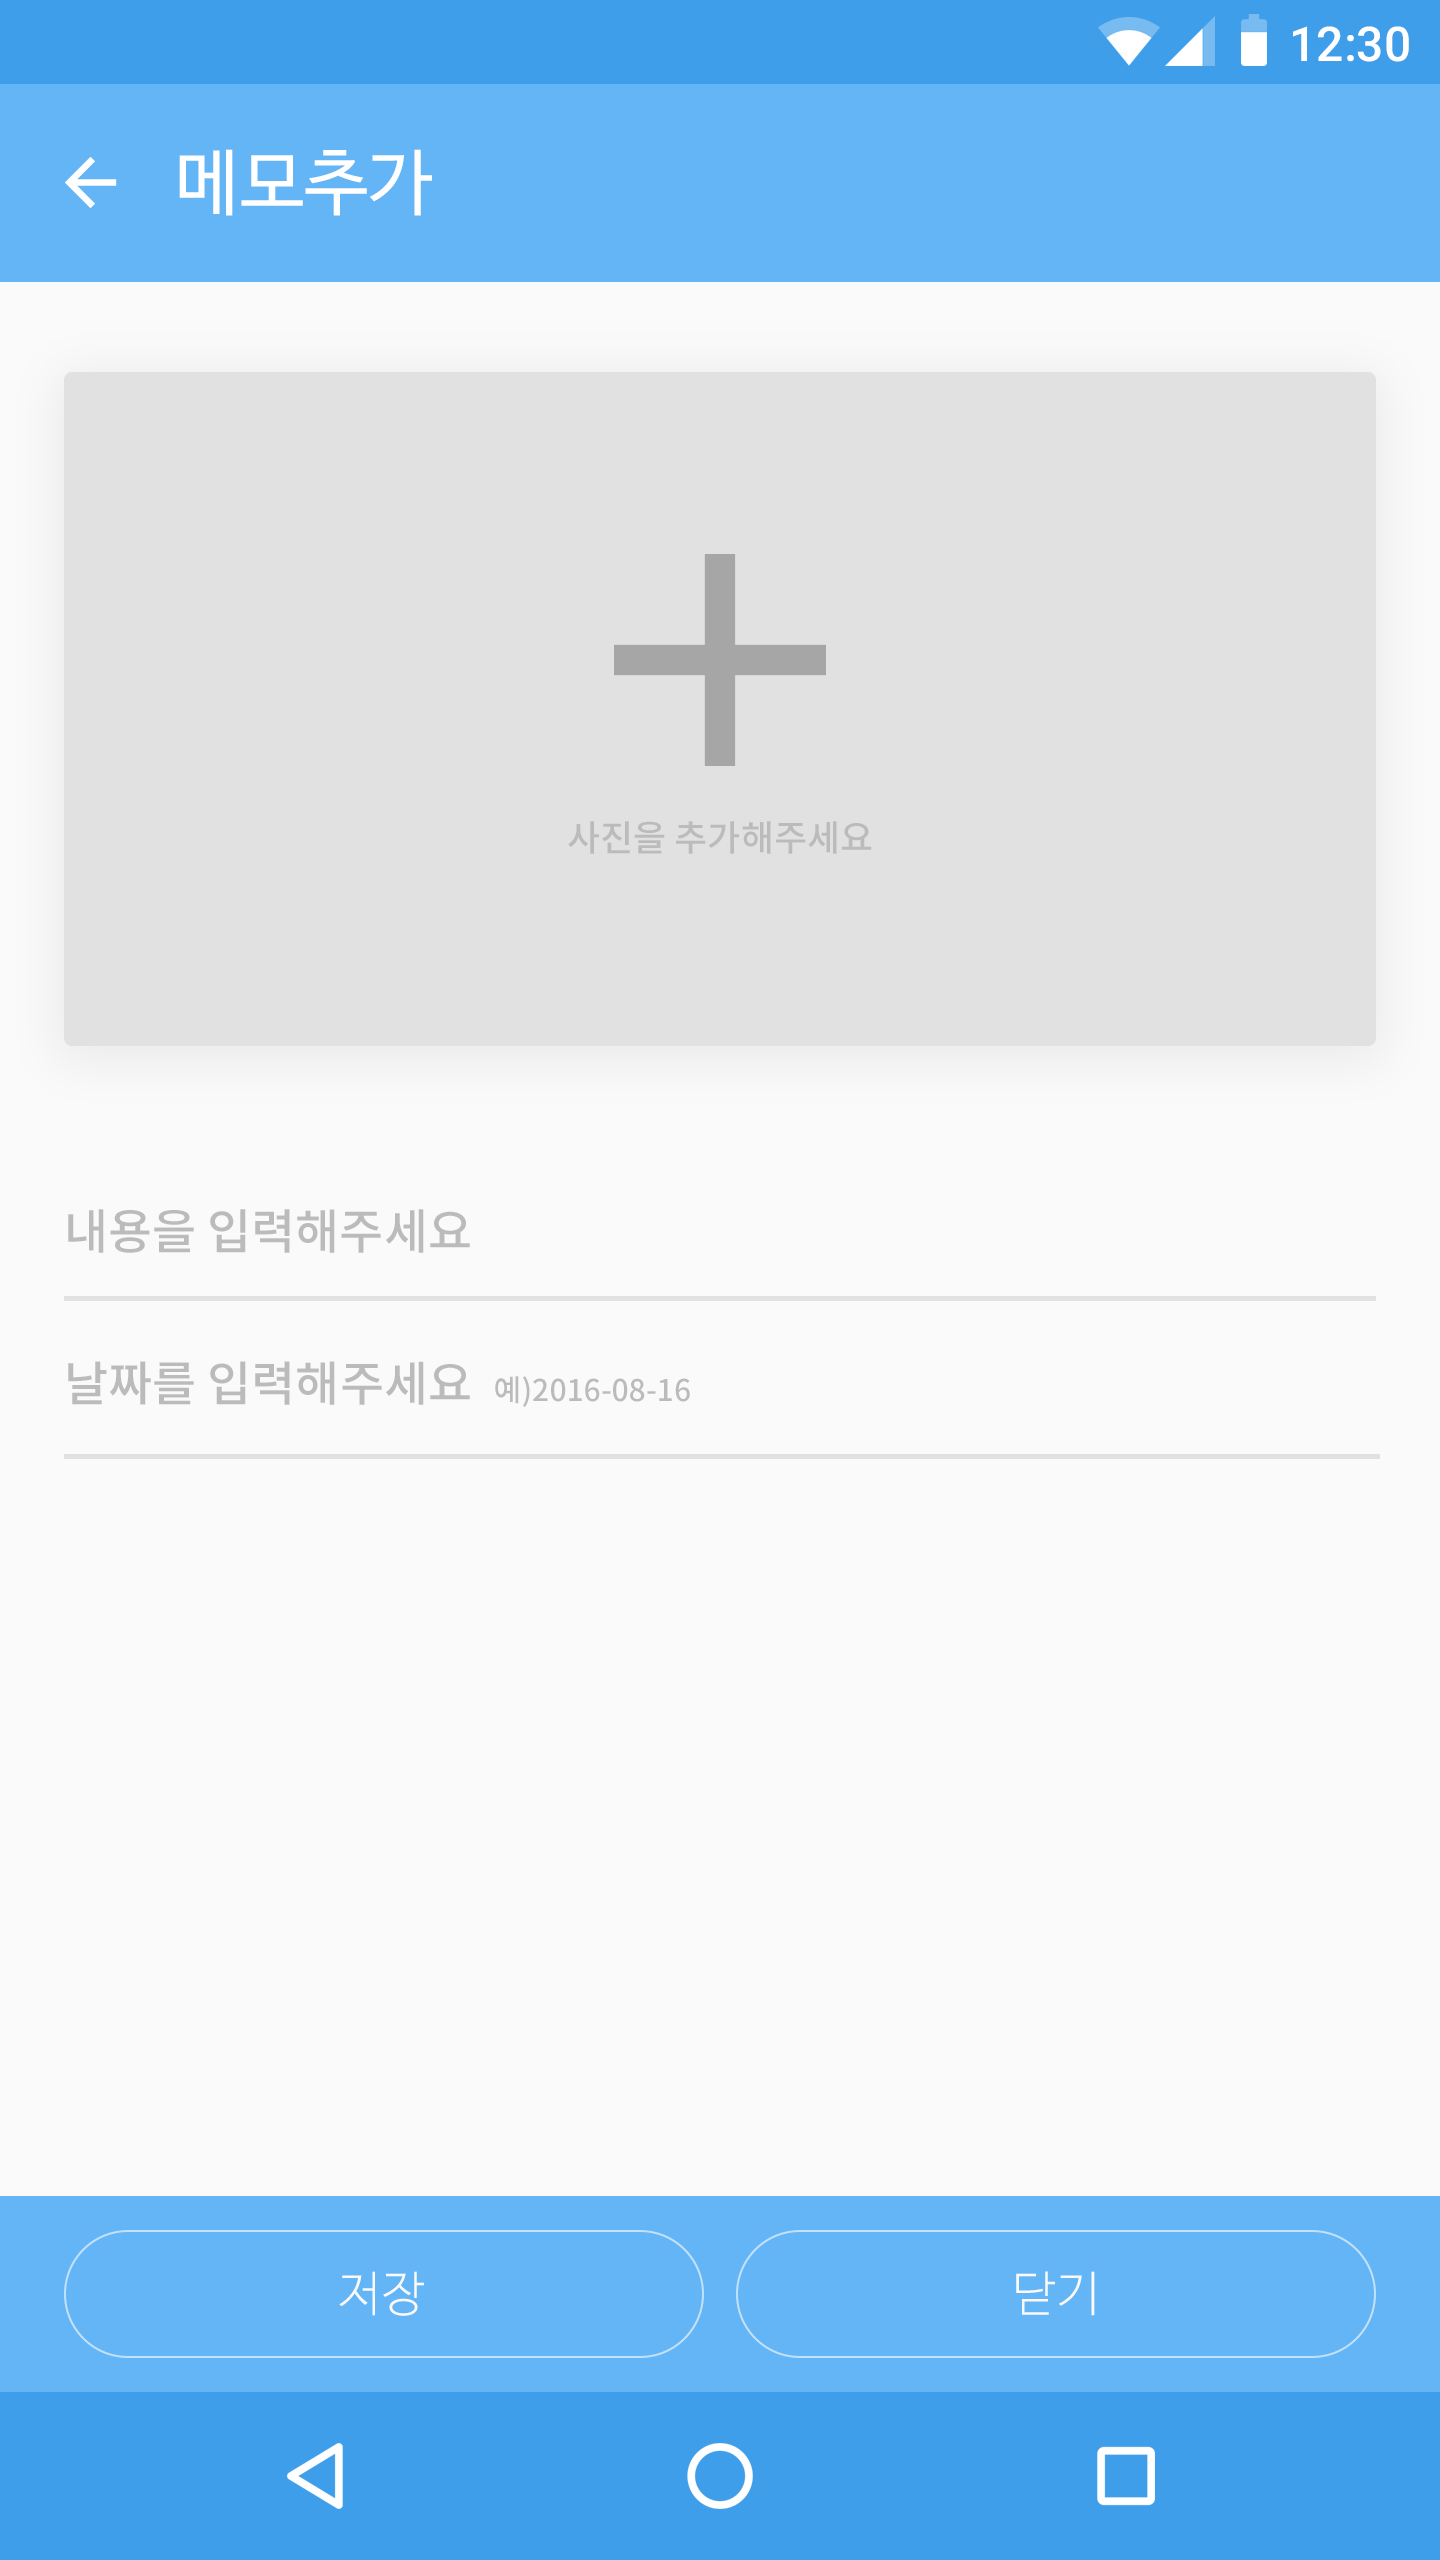 12:30
메모추가
사진을 추가해주세요
내용을 입력해주세요
날짜를 입력해주세요 예)2016-08-16
저장 닫기